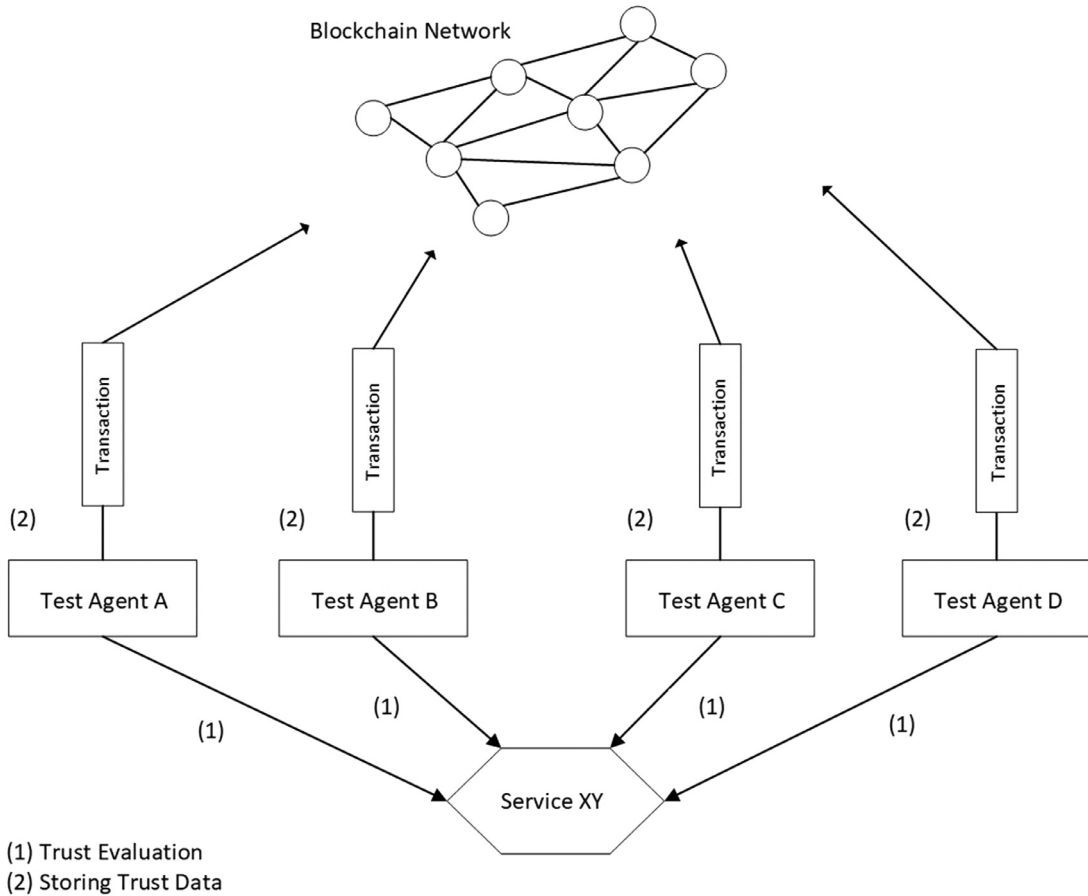 Blockchain Network
Transaction
Transaction
Transaction
Transaction
(2)
(2)
(2)
(2)
Test Agent A
Test Agent B
Test Agent C
Test Agent D
(1)
(1)
(1)
(1)
Service XY
(1) Trust Evaluation
(2) Storing Trust Data